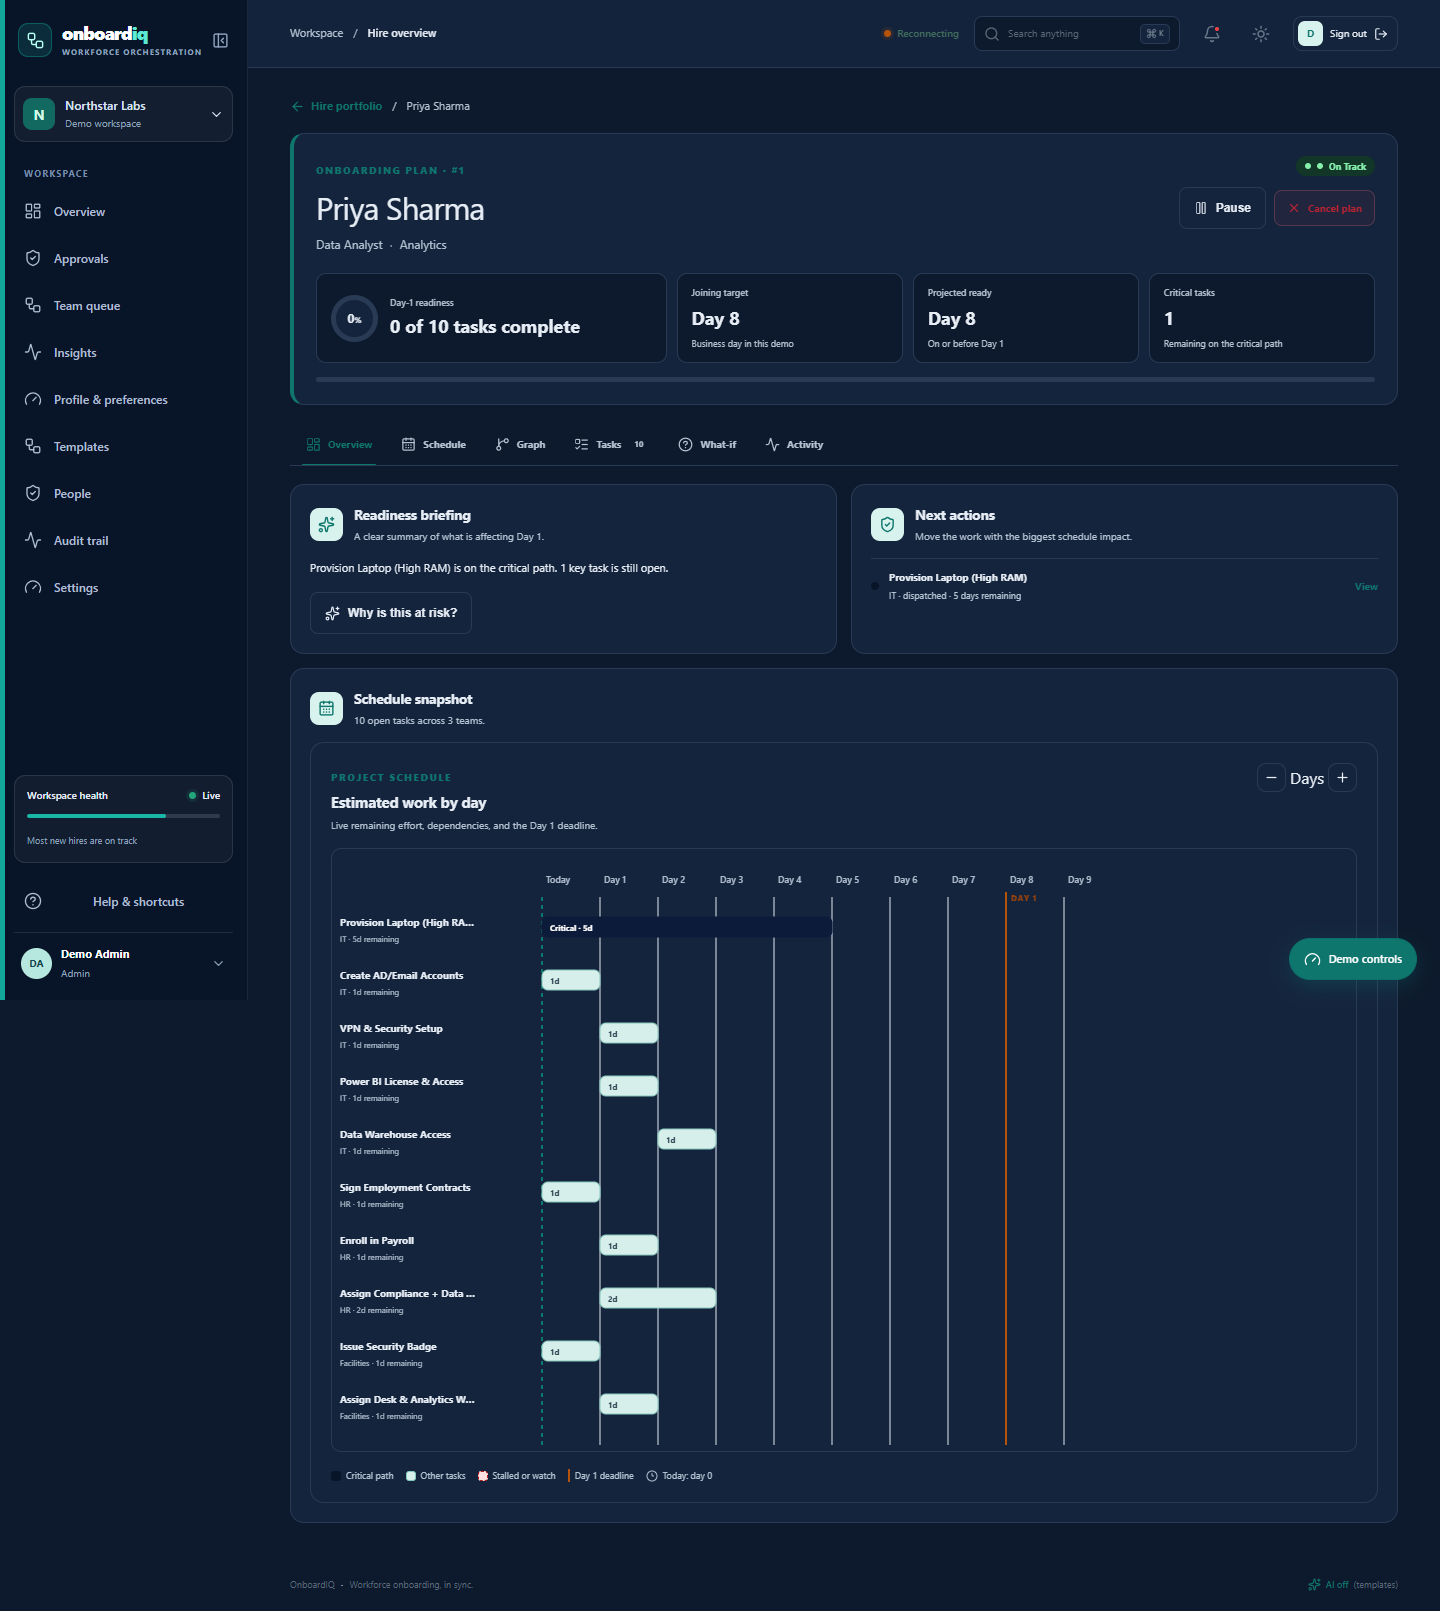 onboardiq
WORKFORCE ORCHESTRATION
N
Northstar Labs
Demo workspace
WORKSPACE
Overview
Approvals
Team queue
Insights
Profile & preferences
Templates
People
Audit trail
Settings
Workspace health
Live
Most new hires are on track
Help & shortcuts
DA
Demo Admin
Admin
Workspace / Hire overview
Reconnecting
Search anything
⌘ K
D
Sign out
Hire portfolio / Priya Sharma
ONBOARDING PLAN · #1
On Track
Priya Sharma
Pause
Cancel plan
Data Analyst · Analytics
0%
Day-1 readiness
0 of 10 tasks complete
Joining target
Day 8
Business day in this demo
Projected ready
Day 8
On or before Day 1
Critical tasks
1
Remaining on the critical path
Overview
Schedule
Graph
Tasks 10
What-if
Activity
Readiness briefing
A clear summary of what is affecting Day 1.
Provision Laptop (High RAM) is on the critical path. 1 key task is still open.
Why is this at risk?
Next actions
Move the work with the biggest schedule impact.
Provision Laptop (High RAM)
IT · dispatched · 5 days remaining
View
Schedule snapshot
10 open tasks across 3 teams.
PROJECT SCHEDULE
Estimated work by day
Live remaining effort, dependencies, and the Day 1 deadline.
− Days +
Today Day 1 Day 2 Day 3 Day 4 Day 5 Day 6 Day 7 Day 8 Day 9
DAY 1
Provision Laptop (High RA...
IT · 5d remaining
Critical · 5d
Create AD/Email Accounts
IT · 1d remaining
1d
VPN & Security Setup
IT · 1d remaining
1d
Power BI License & Access
IT · 1d remaining
1d
Data Warehouse Access
IT · 1d remaining
1d
Sign Employment Contracts
HR · 1d remaining
1d
Enroll in Payroll
HR · 1d remaining
1d
Assign Compliance + Data ...
HR · 2d remaining
2d
Issue Security Badge
Facilities · 1d remaining
1d
Assign Desk & Analytics W...
Facilities · 1d remaining
1d
Critical path
Other tasks
Stalled or watch
Day 1 deadline
Today: day 0
Demo controls
OnboardIQ · Workforce onboarding, in sync.
AI off (templates)